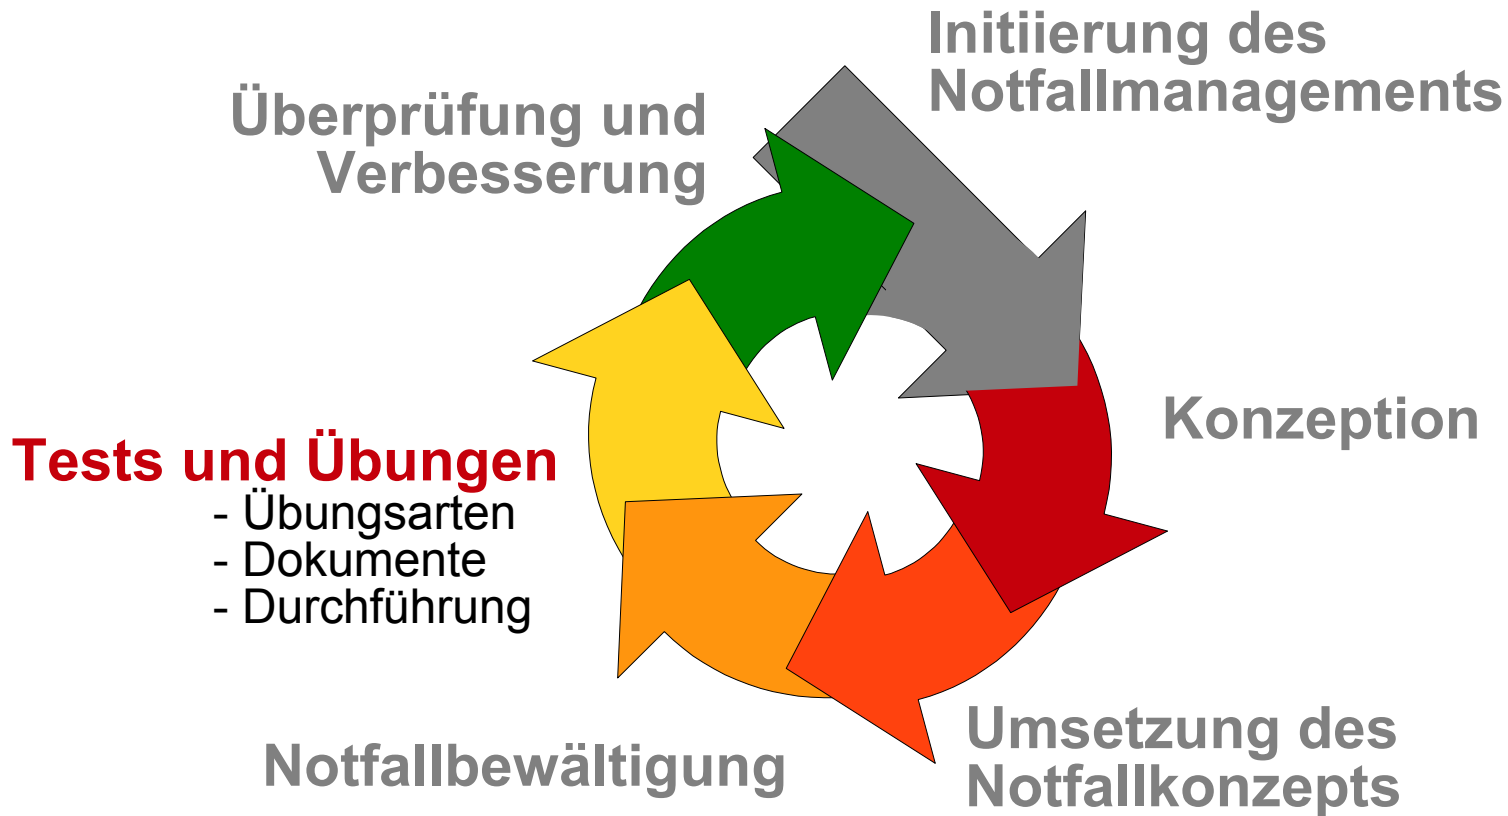 Initiierung des
Notfallmanagements
Überprüfung und
Verbesserung
Konzeption
Tests und Übungen
- Übungsarten
- Dokumente
- Durchführung
Umsetzung des
Notfallkonzepts
Notfallbewältigung